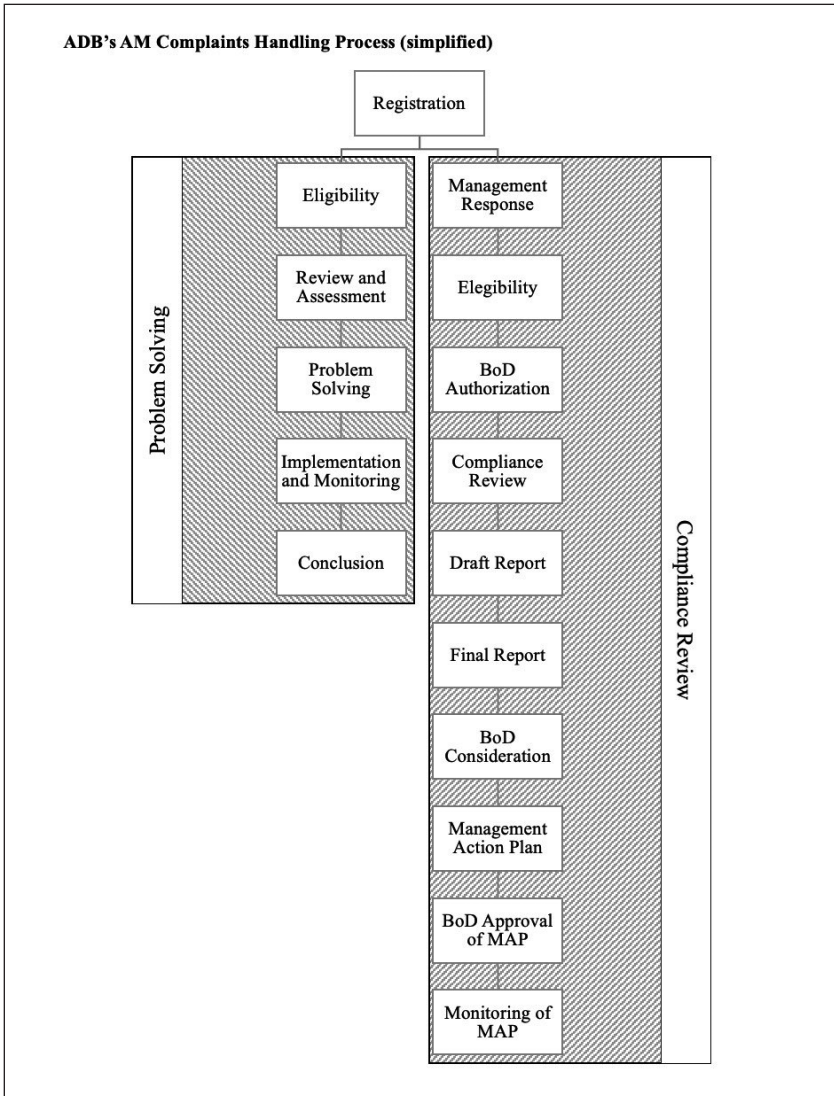 ADB’s AM Complaints Handling Process (simplified)
Registration
Problem Solving
Eligibility
Review and
Assessment
Problem
Solving
Implementation
and Monitoring
Conclusion
Management
Response
Elegibility
BoD
Authorization
Compliance
Review
Draft Report
Final Report
BoD
Consideration
Management
Action Plan
BoD Approval
of MAP
Monitoring of
MAP
Compliance Review